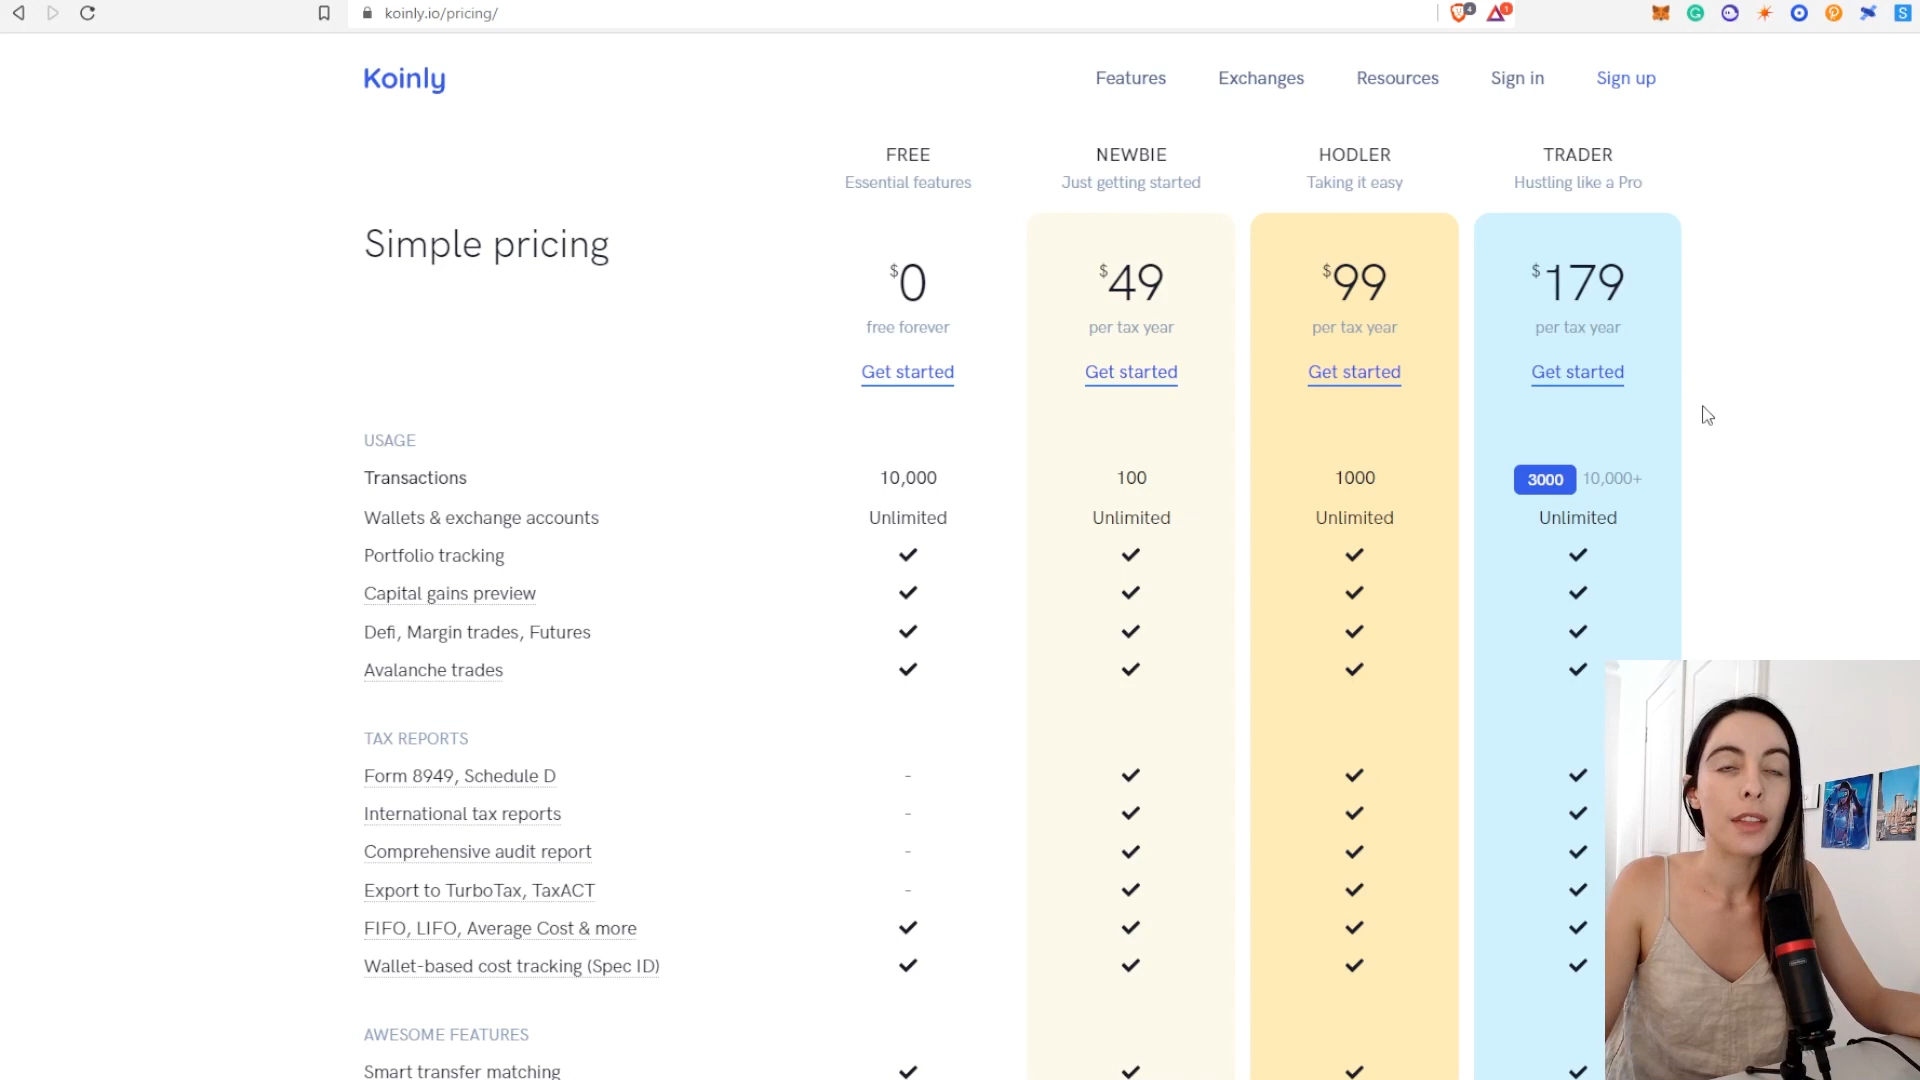 koinly.io/pricing/
4
1
Koinly
Features Exchanges Resources Sign in Sign up
FREE NEWBIE HODLER TRADER
Essential features Just getting started Taking it easy Hustling like a Pro
Simple pricing
$0 $49 $99 $179
free forever per tax year per tax year per tax year
Get started Get started Get started Get started
USAGE
Transactions 10,000 100 1000 3000 10,000+
Wallets & exchange accounts Unlimited Unlimited Unlimited Unlimited
Portfolio tracking
Capital gains preview
Defi, Margin trades, Futures
Avalanche trades
TAX REPORTS
Form 8949, Schedule D -
International tax reports -
Comprehensive audit report -
Export to TurboTax, TaxACT -
FIFO, LIFO, Average Cost & more
Wallet-based cost tracking (Spec ID)
AWESOME FEATURES
Smart transfer matching